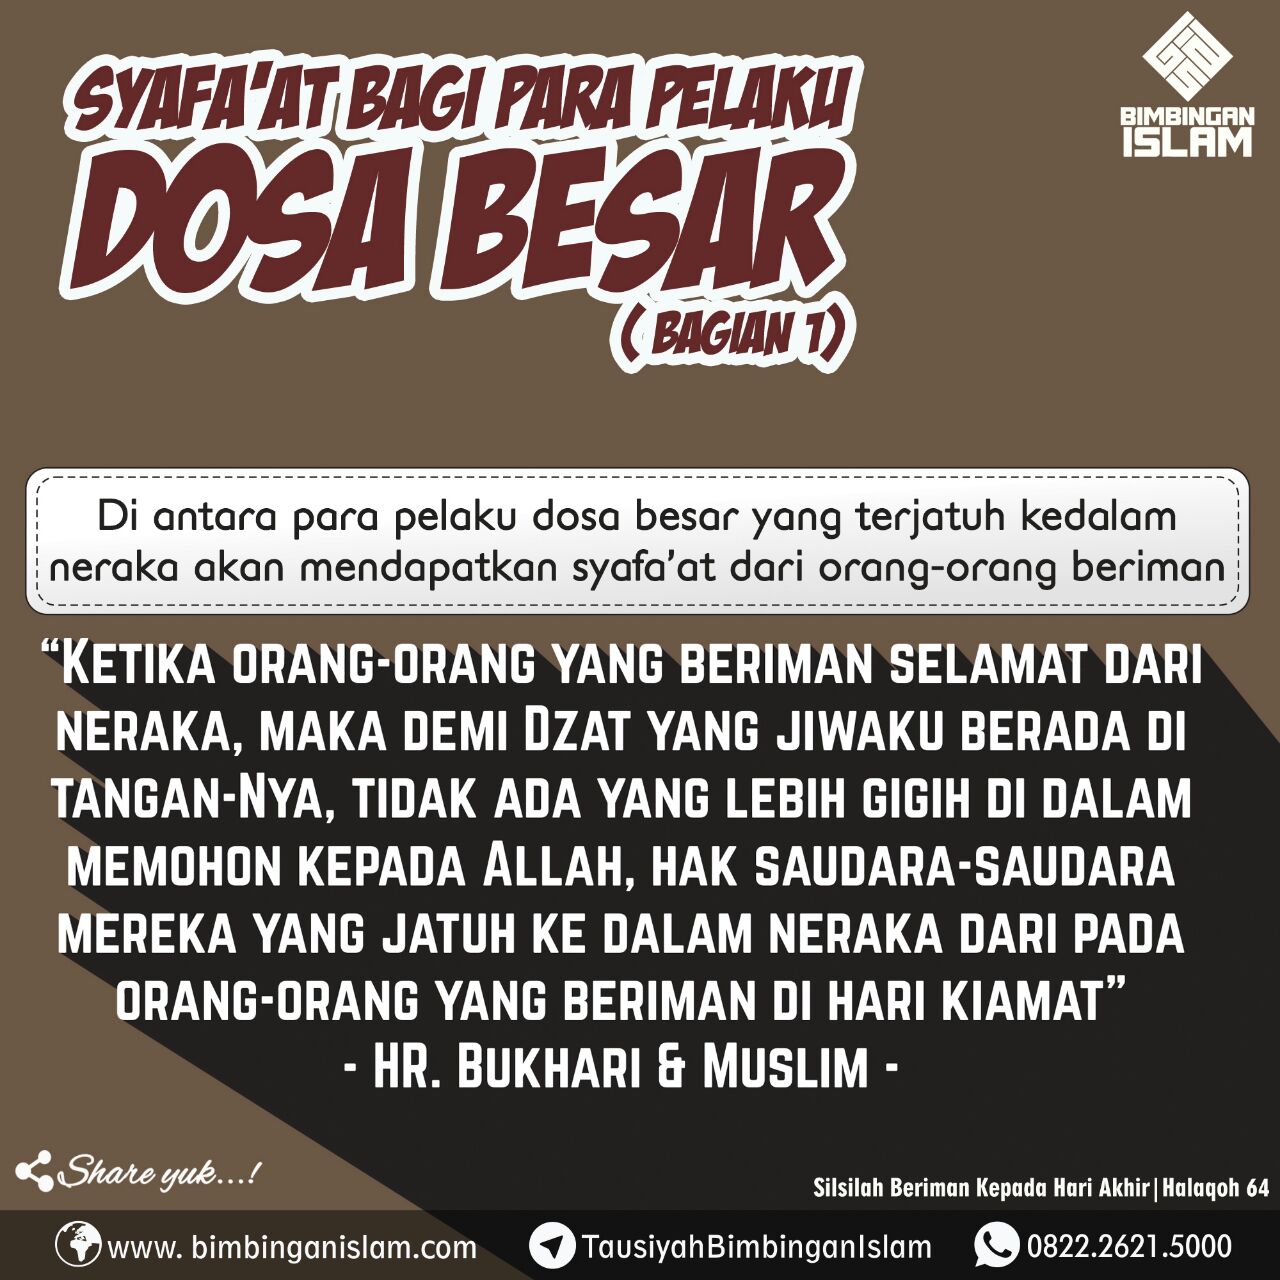 SYAFA'AT BAGI PARA PELAKU
DOSA BESAR
( BAGIAN 1)
BIMBINGAN
ISLAM
Di antara para pelaku dosa besar yang terjatuh kedalam
neraka akan mendapatkan syafa'at dari orang-orang beriman
“KETIKA ORANG-ORANG YANG BERIMAN SELAMAT DARI
NERAKA, MAKA DEMI DZAT YANG JIWAKU BERADA DI
TANGAN-NYA, TIDAK ADA YANG LEBIH GIGIH DI DALAM
MEMOHON KEPADA ALLAH, HAK SAUDARA-SAUDARA
MEREKA YANG JATUH KE DALAM NERAKA DARI PADA
ORANG-ORANG YANG BERIMAN DI HARI KIAMAT”
- HR. BUKHARI & MUSLIM -
Share yuk...!
Silsilah Beriman Kepada Hari Akhir|Halaqoh 64
www. bimbinganislam.com
TausiyahBimbinganIslam
0822.2621.5000